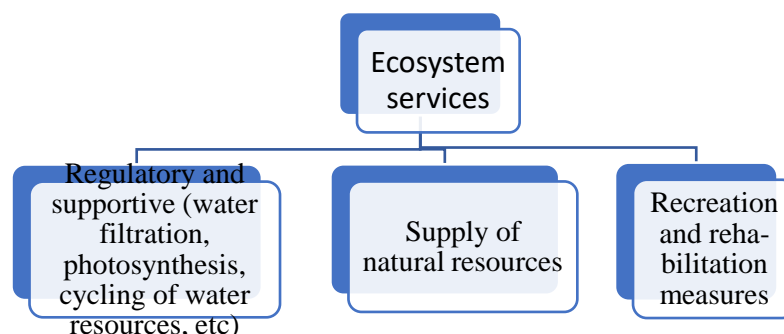 Ecosystem
services
Regulatory and
supportive (water
filtration,
photosynthesis,
cycling of water
resources, etc)
Supply of
natural resources
Recreation
and reha-
bilitation
measures